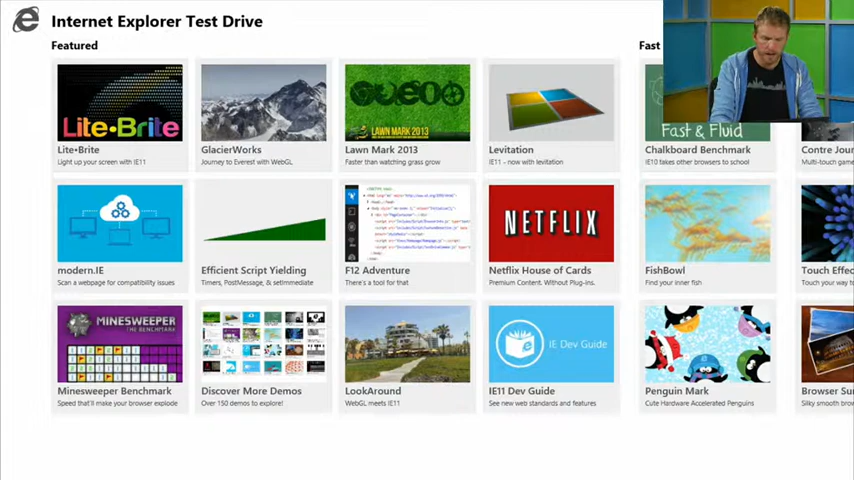 Internet Explorer Test Drive
Featured
Fast
Lite•Brite
LAWN MARK 2013
Fast & Fluid
Lite•Brite
GlacierWorks
Lawn Mark 2013
Levitation
Chalkboard Benchmark
Contre Jour
Light up your screen with IE11
Journey to Everest with WebGL
Faster than watching grass grow
IE11 - now with levitation
IE10 takes other browsers to school
Multi-touch game
NETFLIX
modern.IE
Efficient Script Yielding
F12 Adventure
Netflix House of Cards
FishBowl
Touch Effec
Scan a webpage for compatibility issues
Timers, PostMessage, & setImmediate
There's a tool for that
Premium Content. Without Plug-ins.
Find your inner fish
Touch your way
MINESWEEPER
THE BENCHMARK
IE Dev Guide
Minesweeper Benchmark
Discover More Demos
LookAround
IE11 Dev Guide
Penguin Mark
Browser Sur
Speed that'll make your browser explode
Over 150 demos to explore!
WebGL meets IE11
See new web standards and features
Cute Hardware Accelerated Penguins
Silky smooth brow